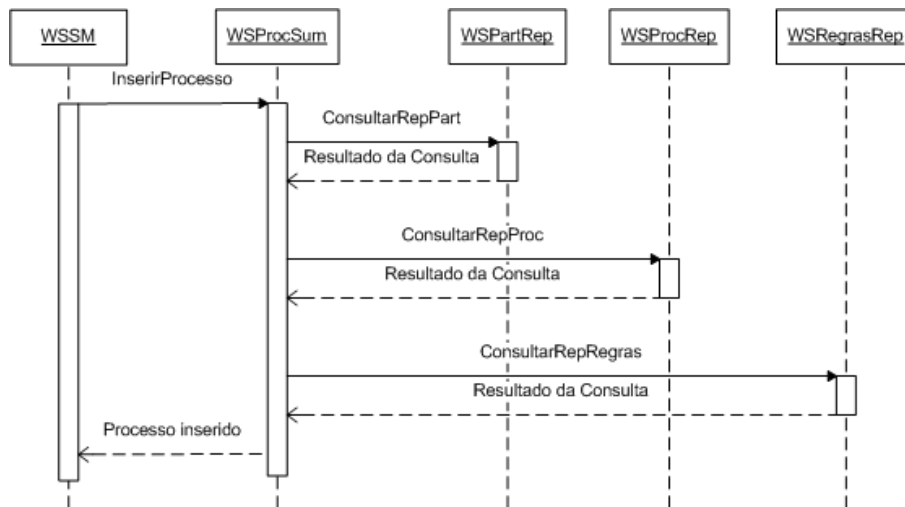 WSSM
WSProcSum
WSPartRep
WSProcRep
WSRegrasRep
InserirProcesso
ConsultarRepPart
Resultado da Consulta
ConsultarRepProc
Resultado da Consulta
ConsultarRepRegras
Resultado da Consulta
Processo inserido